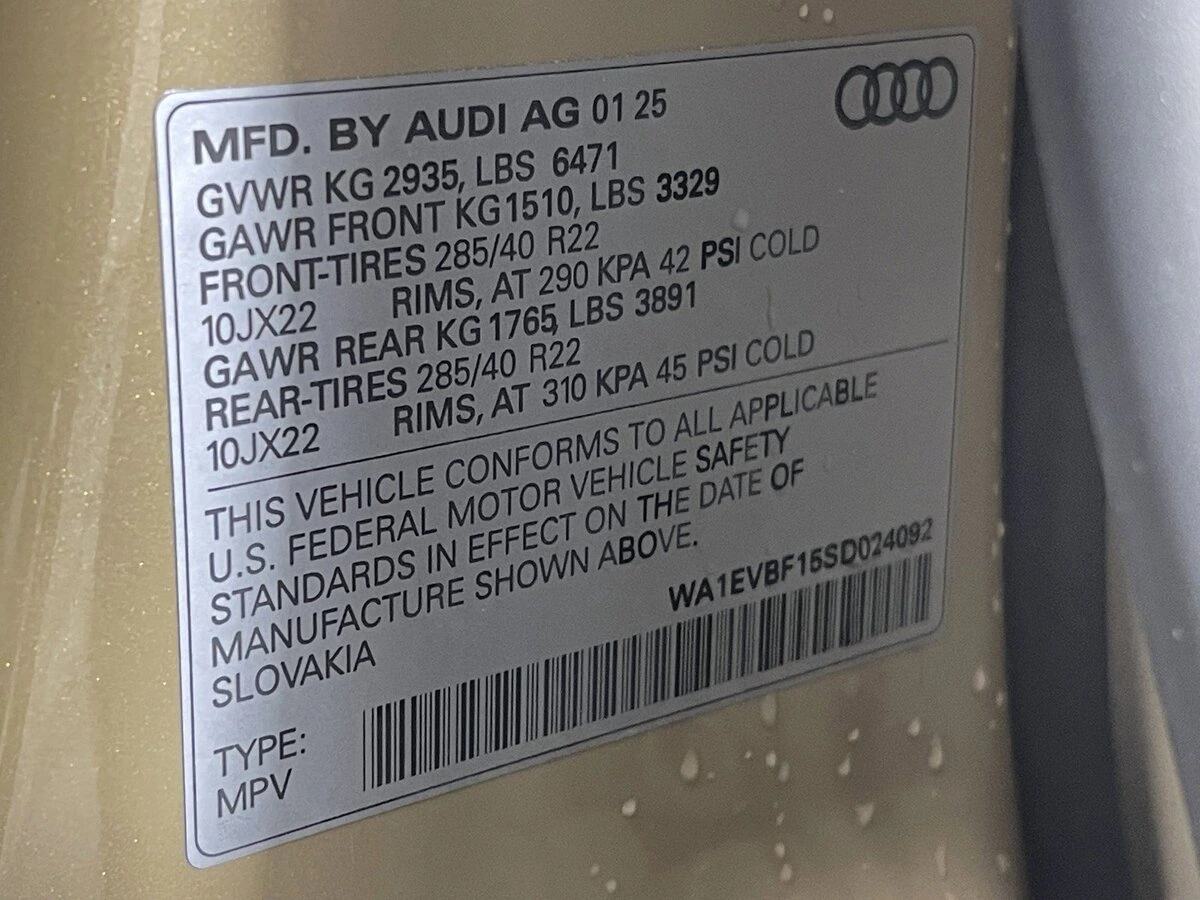 MFD. BY AUDI AG 01 25
GVWR KG 2935, LBS 6471
GAWR FRONT KG1510, LBS 3329
FRONT-TIRES 285/40 R22
10JX22 RIMS, AT 290 KPA 42 PSI COLD
GAWR REAR KG 1765, LBS 3891
REAR-TIRES 285/40 R22
10JX22 RIMS, AT 310 KPA 45 PSI COLD
THIS VEHICLE CONFORMS TO ALL APPLICABLE
U.S. FEDERAL MOTOR VEHICLE SAFETY
STANDARDS IN EFFECT ON THE DATE OF
MANUFACTURE SHOWN ABOVE.
SLOVAKIA
WA1EVBF15SD024092
TYPE:
MPV